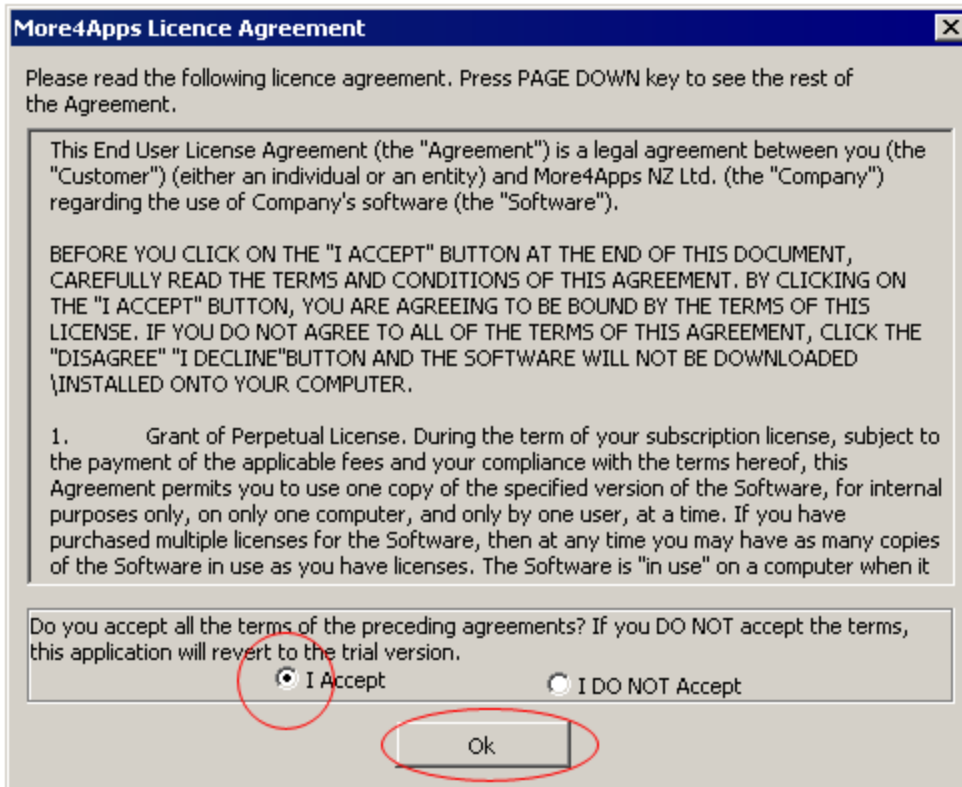 More4Apps Licence Agreement
Please read the following licence agreement. Press PAGE DOWN key to see the rest of
the Agreement.
This End User License Agreement (the "Agreement") is a legal agreement between you (the
"Customer") (either an individual or an entity) and More4Apps NZ Ltd. (the "Company")
regarding the use of Company's software (the "Software").
BEFORE YOU CLICK ON THE "I ACCEPT" BUTTON AT THE END OF THIS DOCUMENT,
CAREFULLY READ THE TERMS AND CONDITIONS OF THIS AGREEMENT. BY CLICKING ON
THE "I ACCEPT" BUTTON, YOU ARE AGREEING TO BE BOUND BY THE TERMS OF THIS
LICENSE. IF YOU DO NOT AGREE TO ALL OF THE TERMS OF THIS AGREEMENT, CLICK THE
"DISAGREE" "I DECLINE"BUTTON AND THE SOFTWARE WILL NOT BE DOWNLOADED
\INSTALLED ONTO YOUR COMPUTER.
1. Grant of Perpetual License. During the term of your subscription license, subject to
the payment of the applicable fees and your compliance with the terms hereof, this
Agreement permits you to use one copy of the specified version of the Software, for internal
purposes only, on only one computer, and only by one user, at a time. If you have
purchased multiple licenses for the Software, then at any time you may have as many copies
of the Software in use as you have licenses. The Software is "in use" on a computer when it
Do you accept all the terms of the preceding agreements? If you DO NOT accept the terms,
this application will revert to the trial version.
I Accept I DO NOT Accept
Ok